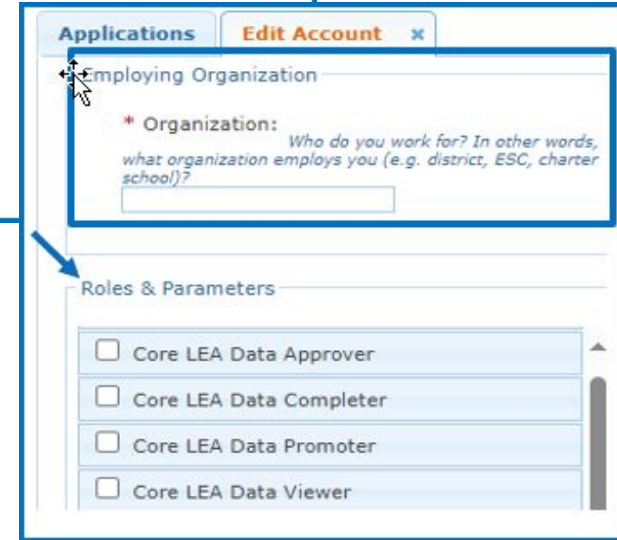 Applications Edit Account x
Employing Organization
* Organization:
Who do you work for? In other words,
what organization employs you (e.g. district, ESC, charter
school)?
Roles & Parameters
Core LEA Data Approver
Core LEA Data Completer
Core LEA Data Promoter
Core LEA Data Viewer